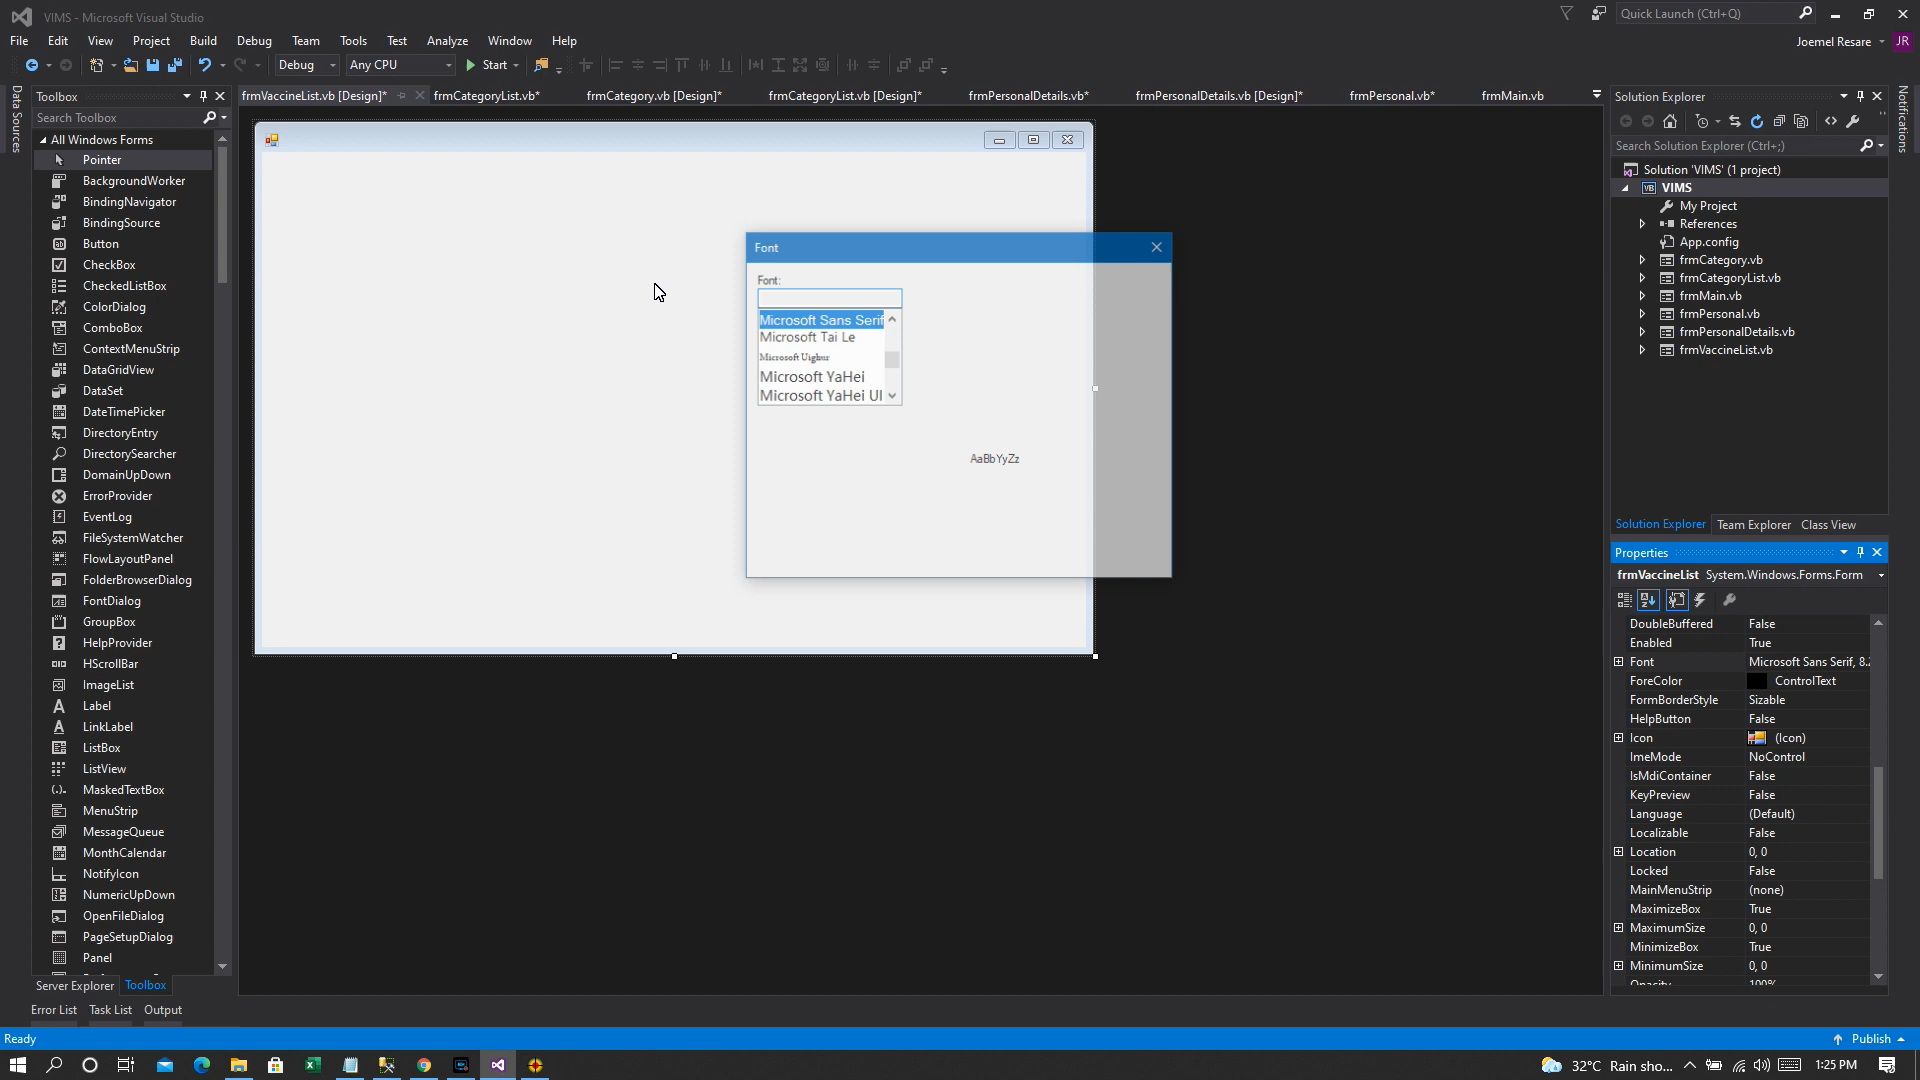 VIMS - Microsoft Visual Studio
Quick Launch (Ctrl+Q)
File Edit View Project Build Debug Team Tools Test Analyze Window Help
Joemel Resare JR
Debug Any CPU Start
Data Sources
Toolbox
Search Toolbox
All Windows Forms
Pointer
BackgroundWorker
BindingNavigator
BindingSource
Button
CheckBox
CheckedListBox
ColorDialog
ComboBox
ContextMenuStrip
DataGridView
DataSet
DateTimePicker
DirectoryEntry
DirectorySearcher
DomainUpDown
ErrorProvider
EventLog
FileSystemWatcher
FlowLayoutPanel
FolderBrowserDialog
FontDialog
GroupBox
HelpProvider
HScrollBar
ImageList
Label
LinkLabel
ListBox
ListView
MaskedTextBox
MenuStrip
MessageQueue
MonthCalendar
NotifyIcon
NumericUpDown
OpenFileDialog
PageSetupDialog
Panel
Server Explorer Toolbox
Error List Task List Output
frmVaccineList.vb [Design]* frmCategoryList.vb* frmCategory.vb [Design]* frmCategoryList.vb [Design]* frmPersonalDetails.vb* frmPersonalDetails.vb [Design]* frmPersonal.vb* frmMain.vb
Font
Font:
Microsoft Sans Serif
Microsoft Tai Le
Microsoft Uighur
Microsoft YaHei
Microsoft YaHei UI
AaBbYyZz
Solution Explorer
Search Solution Explorer (Ctrl+;)
Solution 'VIMS' (1 project)
VB VIMS
My Project
References
App.config
frmCategory.vb
frmCategoryList.vb
frmMain.vb
frmPersonal.vb
frmPersonalDetails.vb
frmVaccineList.vb
Solution Explorer Team Explorer Class View
Notifications
Properties
frmVaccineList System.Windows.Forms.Form
DoubleBuffered False
Enabled True
Font Microsoft Sans Serif, 8.2
ForeColor ControlText
FormBorderStyle Sizable
HelpButton False
Icon (Icon)
ImeMode NoControl
IsMdiContainer False
KeyPreview False
Language (Default)
Localizable False
Location 0, 0
Locked False
MainMenuStrip (none)
MaximizeBox True
MaximumSize 0, 0
MinimizeBox True
MinimumSize 0, 0
Opacity 100%
Ready
Publish
32°C Rain sho...
1:25 PM